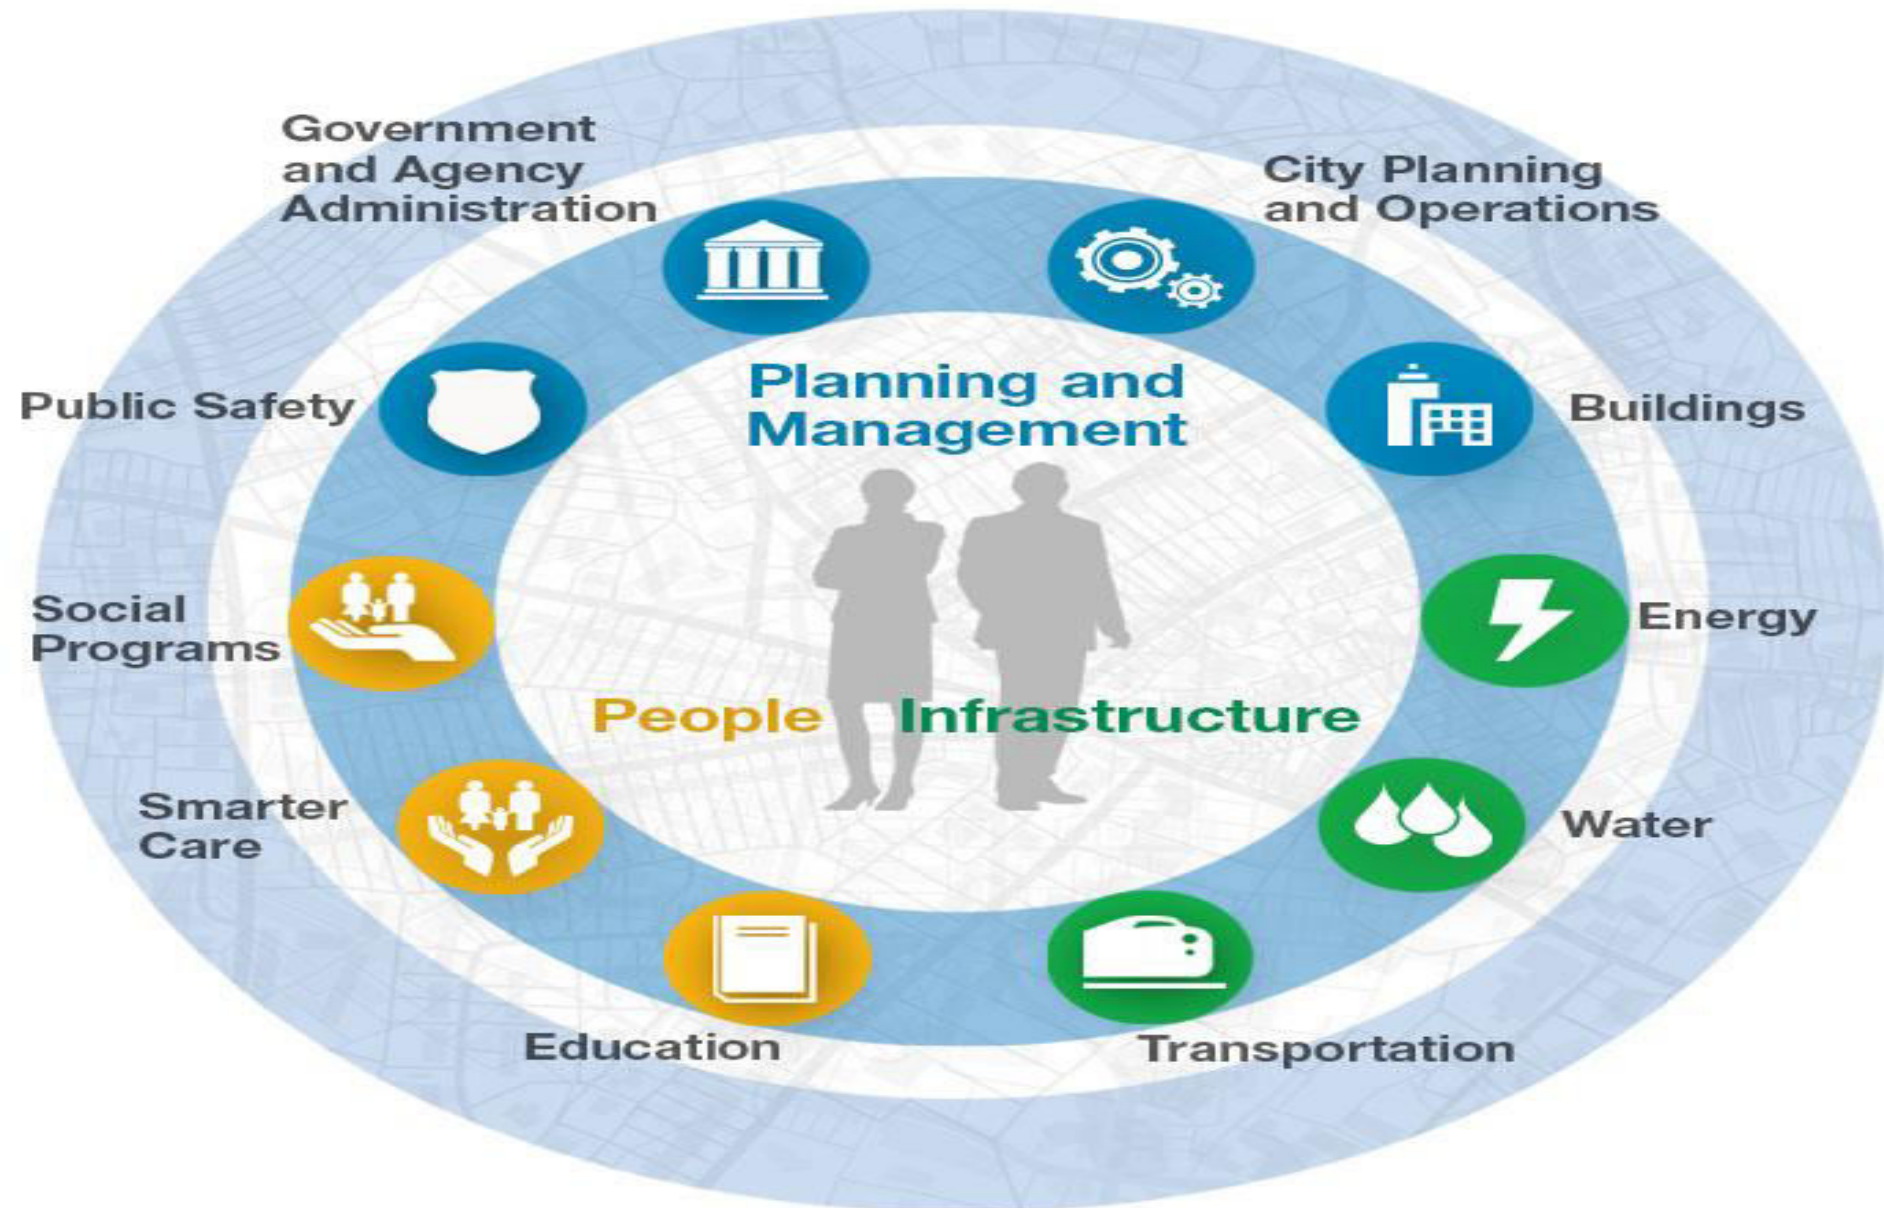 Government
and Agency
Administration
City Planning
and Operations
Public Safety
Planning and
Management
Buildings
Social
Programs
Energy
People
Infrastructure
Smarter
Care
Water
Education
Transportation